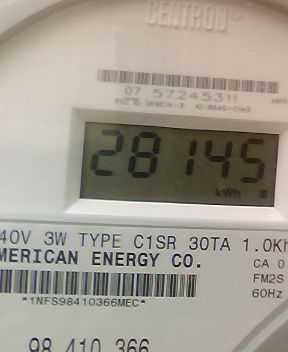 CENTRON®
07 57245311
28145
kWh
40V 3W TYPE C1SR 30TA 1.0Kh
MERICAN ENERGY CO.
CA 0
FM2S
60Hz
*1NFS98410366MEC*
98 410 366